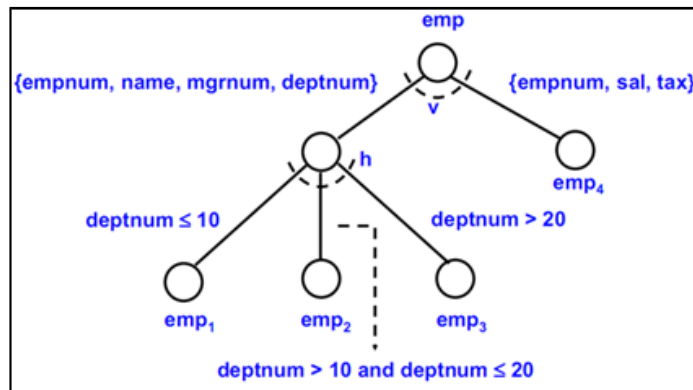 emp
{empnum, name, mgrnum, deptnum}
{empnum, sal, tax}
v
h
emp₄
deptnum ≤ 10
deptnum > 20
emp₁
emp₂
emp₃
deptnum > 10 and deptnum ≤ 20